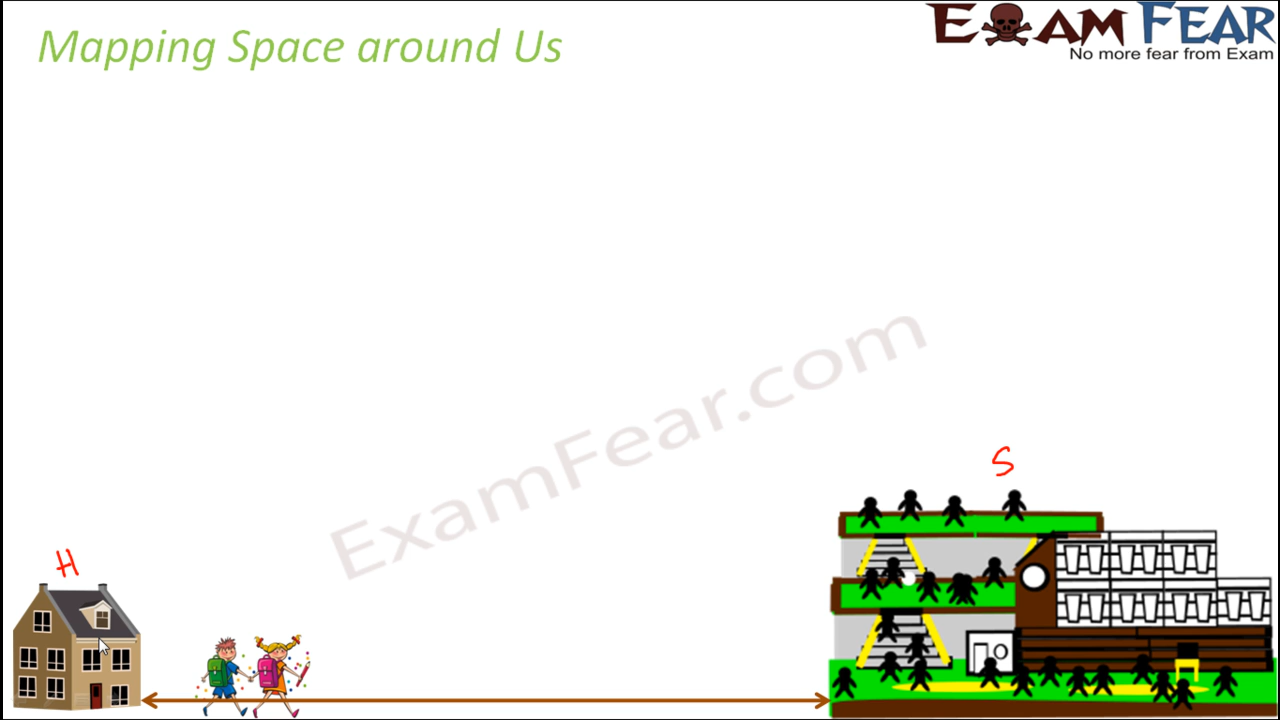 Mapping Space around Us
EXAM FEAR
No more fear from Exam
ExamFear.com
S
H